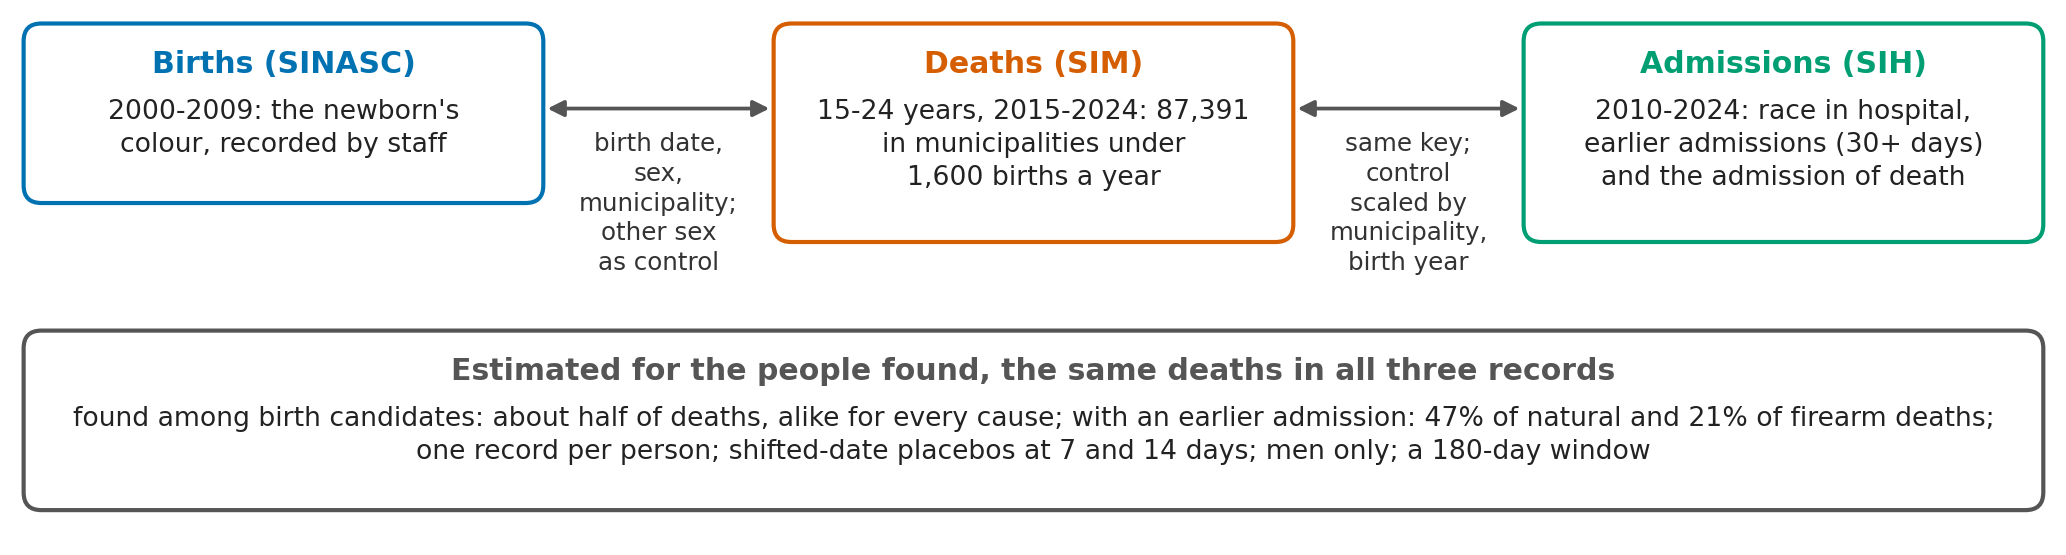 Births (SINASC)
2000-2009: the newborn's
colour, recorded by staff
birth date,
sex,
municipality;
other sex
as control
Deaths (SIM)
15-24 years, 2015-2024: 87,391
in municipalities under
1,600 births a year
same key;
control
scaled by
municipality,
birth year
Admissions (SIH)
2010-2024: race in hospital,
earlier admissions (30+ days)
and the admission of death
Estimated for the people found, the same deaths in all three records
found among birth candidates: about half of deaths, alike for every cause; with an earlier admission: 47% of natural and 21% of firearm deaths;
one record per person; shifted-date placebos at 7 and 14 days; men only; a 180-day window